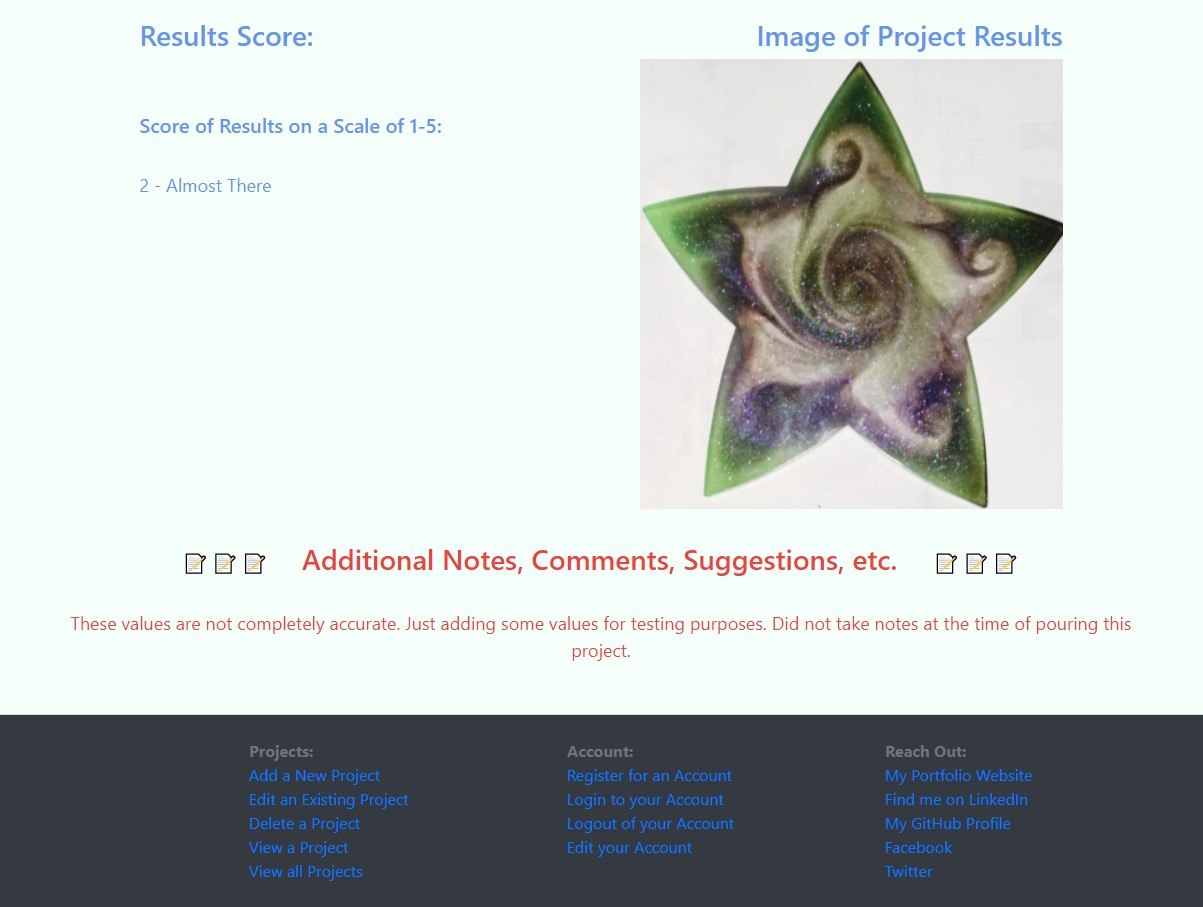 Results Score:
Image of Project Results
Score of Results on a Scale of 1-5:
2 - Almost There
Additional Notes, Comments, Suggestions, etc.
These values are not completely accurate. Just adding some values for testing purposes. Did not take notes at the time of pouring this
project.
Projects:
Add a New Project
Edit an Existing Project
Delete a Project
View a Project
View all Projects
Account:
Register for an Account
Login to your Account
Logout of your Account
Edit your Account
Reach Out:
My Portfolio Website
Find me on LinkedIn
My GitHub Profile
Facebook
Twitter